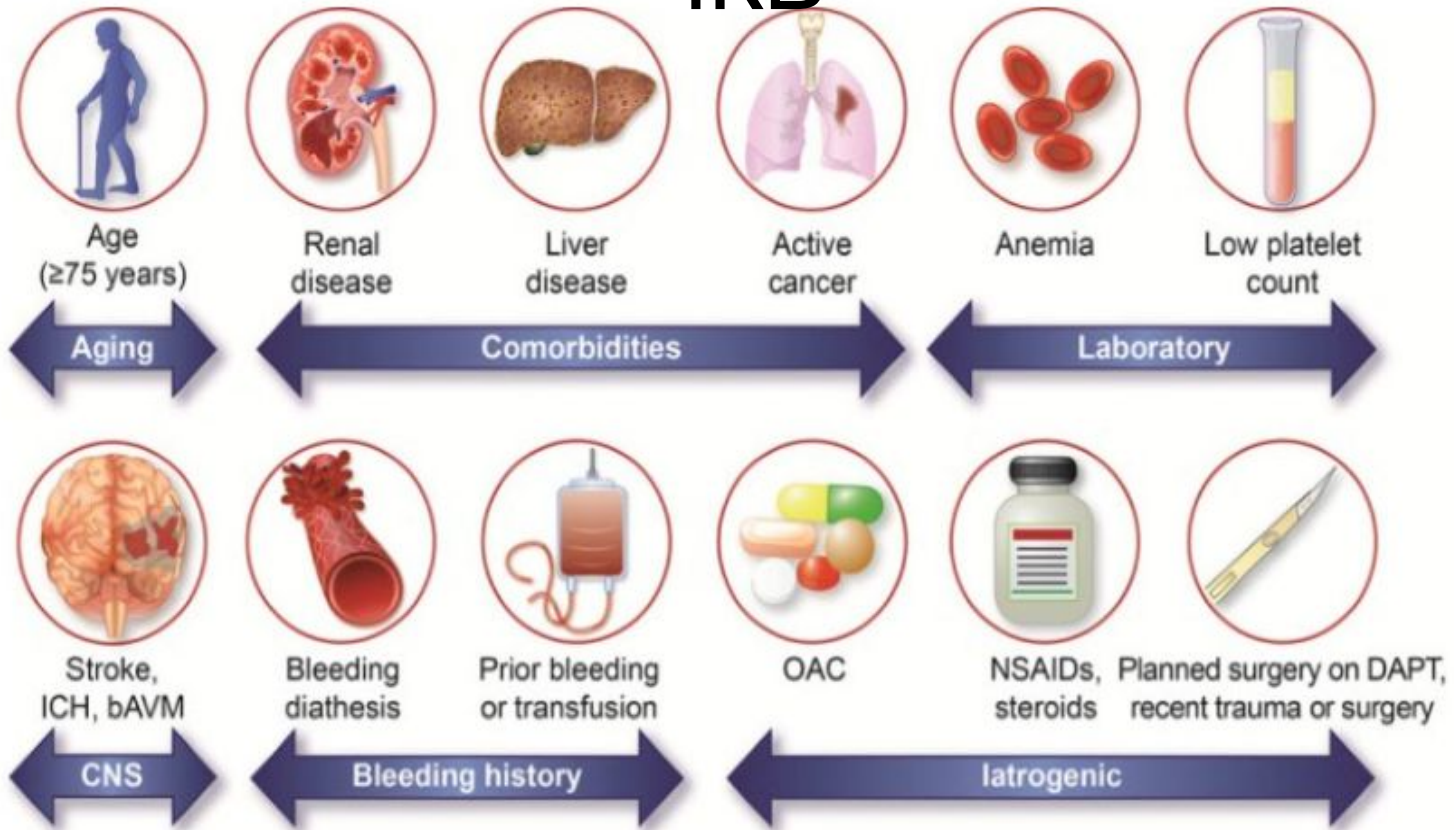 Age
(≥75 years)
Renal
disease
Liver
disease
Active
cancer
Anemia
Low platelet
count
Aging
Comorbidities
Laboratory
Stroke,
ICH, bAVM
Bleeding
diathesis
Prior bleeding
or transfusion
OAC
NSAIDs,
steroids
Planned surgery on DAPT,
recent trauma or surgery
CNS
Bleeding history
Iatrogenic